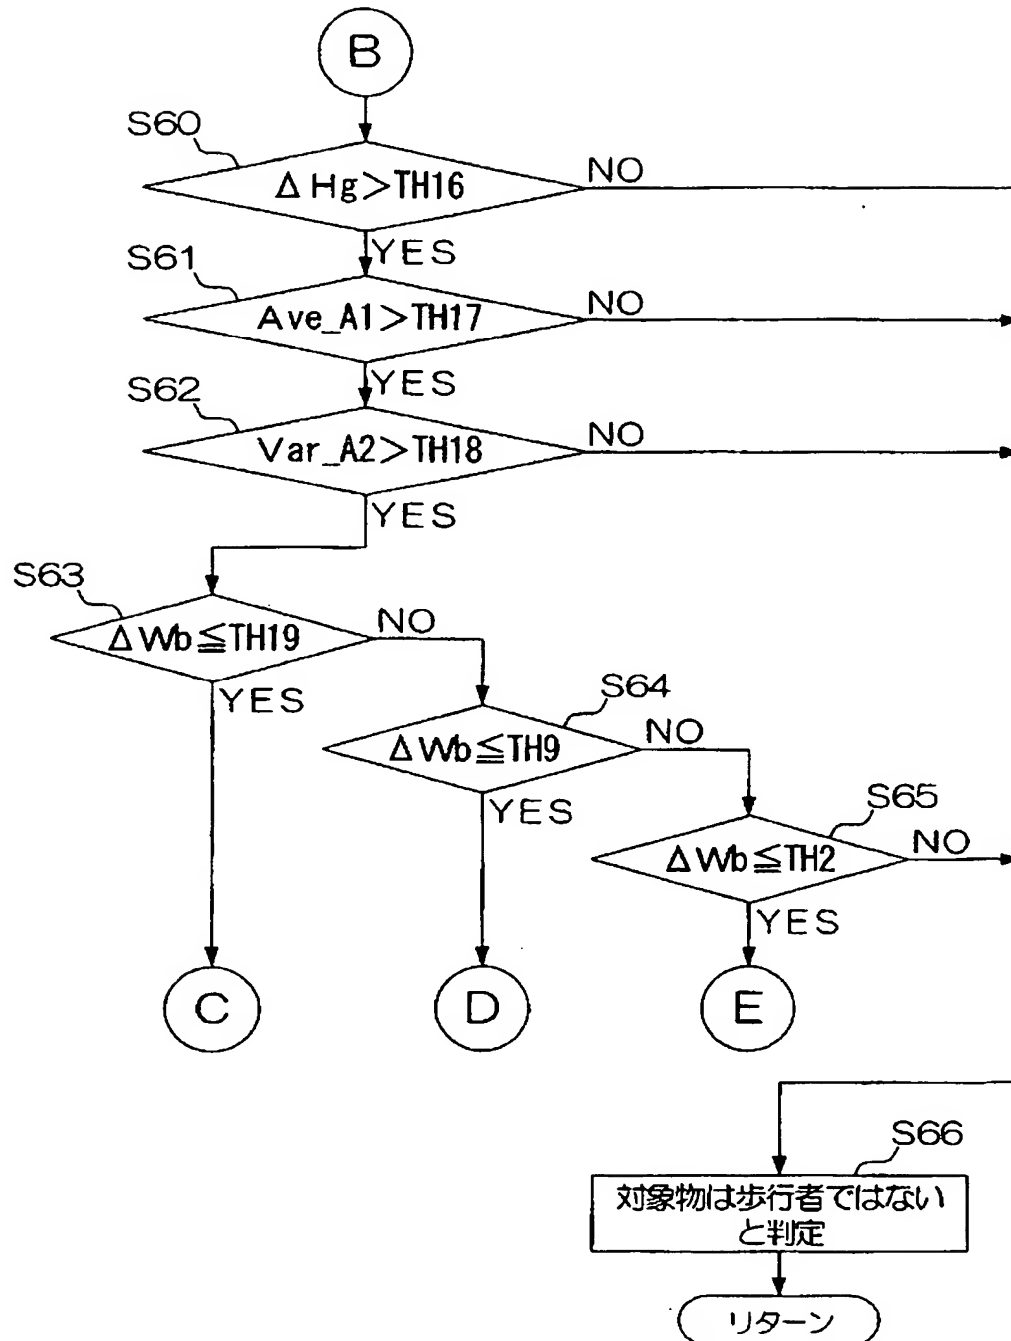 B
S60
ΔHg>TH16
NO
YES
S61
Ave_A1>TH17
NO
YES
S62
Var_A2>TH18
NO
YES
S63
ΔWb≦TH19
NO
YES
S64
ΔWb≦TH9
NO
YES
S65
ΔWb≦TH2
NO
YES
C
D
E
S66
対象物は歩行者ではない
と判定
リターン